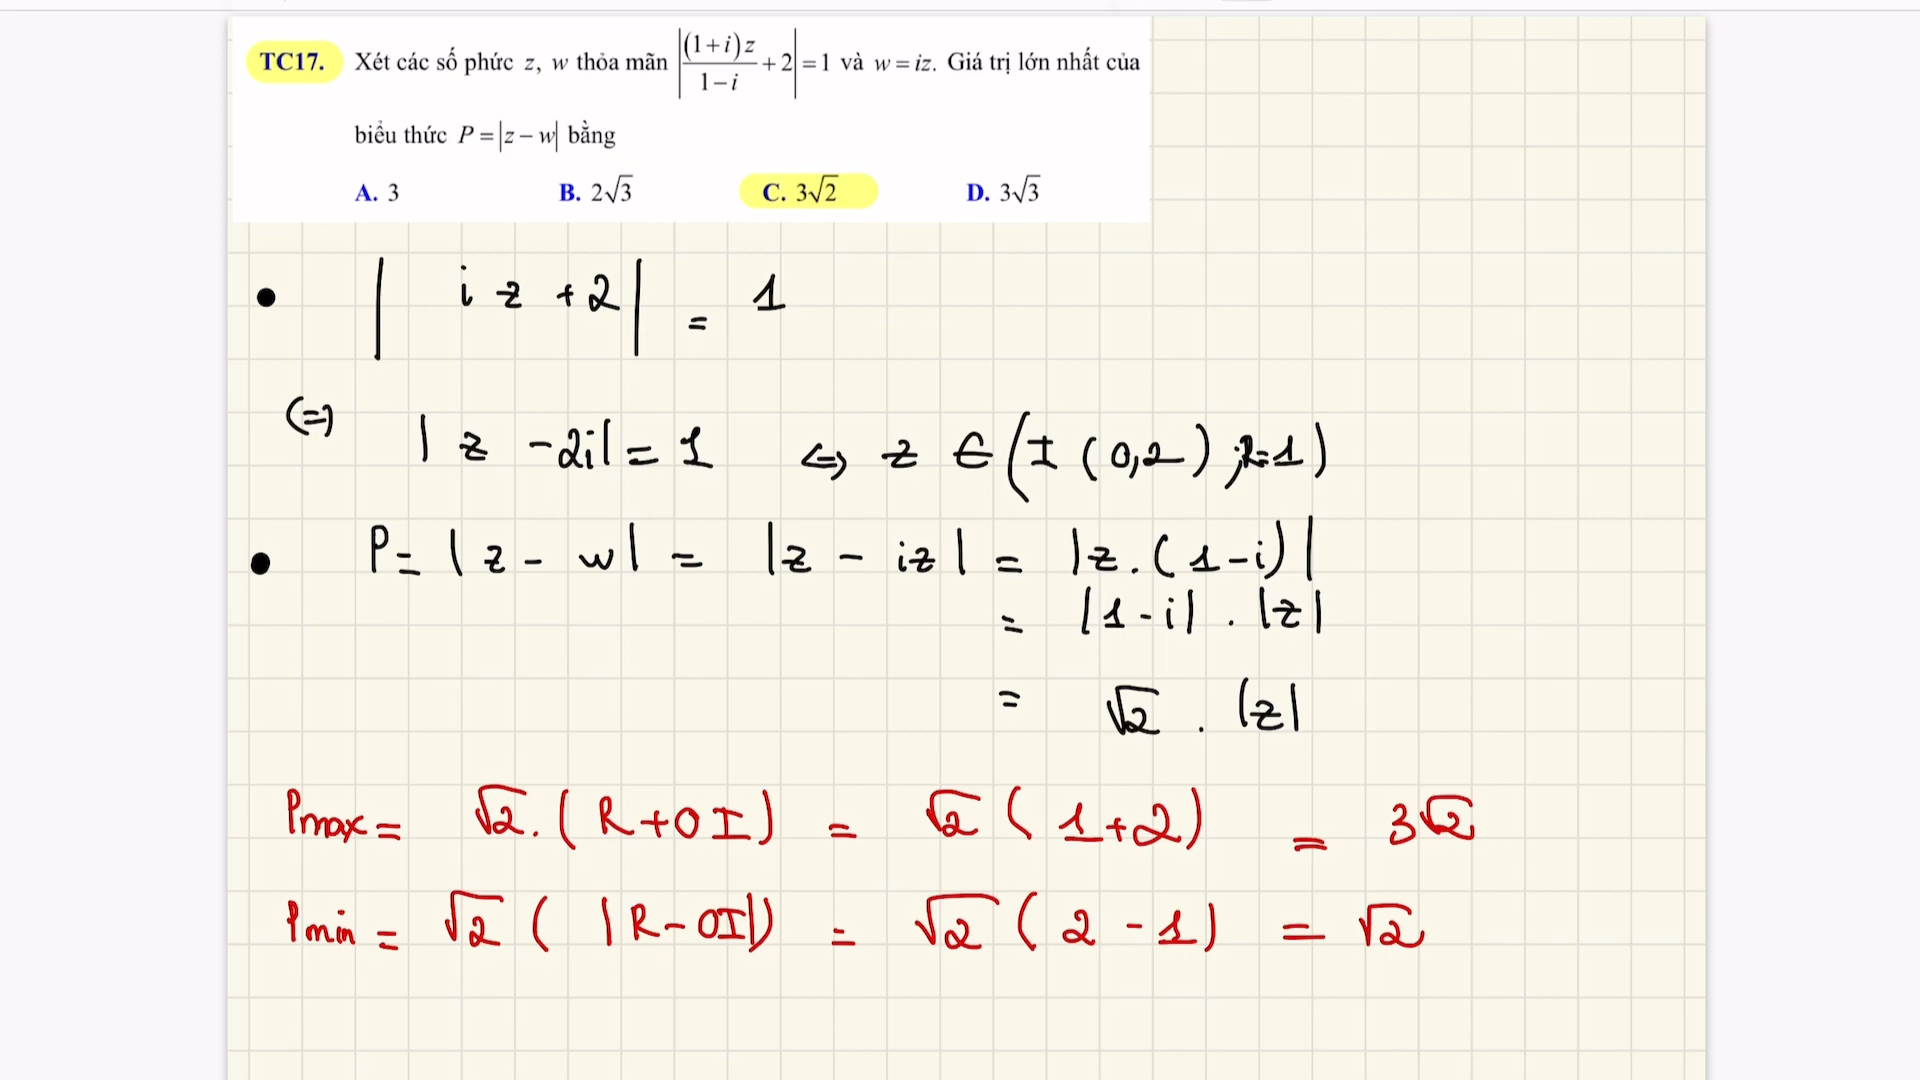 TC17. Xét các số phức z, w thỏa mãn |(1+i)z/(1−i) + 2| = 1 và w = iz. Giá trị lớn nhất của
biểu thức P = |z − w| bằng
A. 3 B. 2√3 C. 3√2 D. 3√3
• | i z + 2 | = 1
(=) | z - 2i | = 1 <=> z ∈ (I (0,2) ; R=1)
• P = | z - w | = | z - iz | = | z . (1 - i) |
= | 1 - i | . | z |
= √2 . | z |
Pmax = √2 . ( R + OI ) = √2 ( 1 + 2 ) = 3√2
Pmin = √2 ( | R - OI | ) = √2 ( 2 - 1 ) = √2